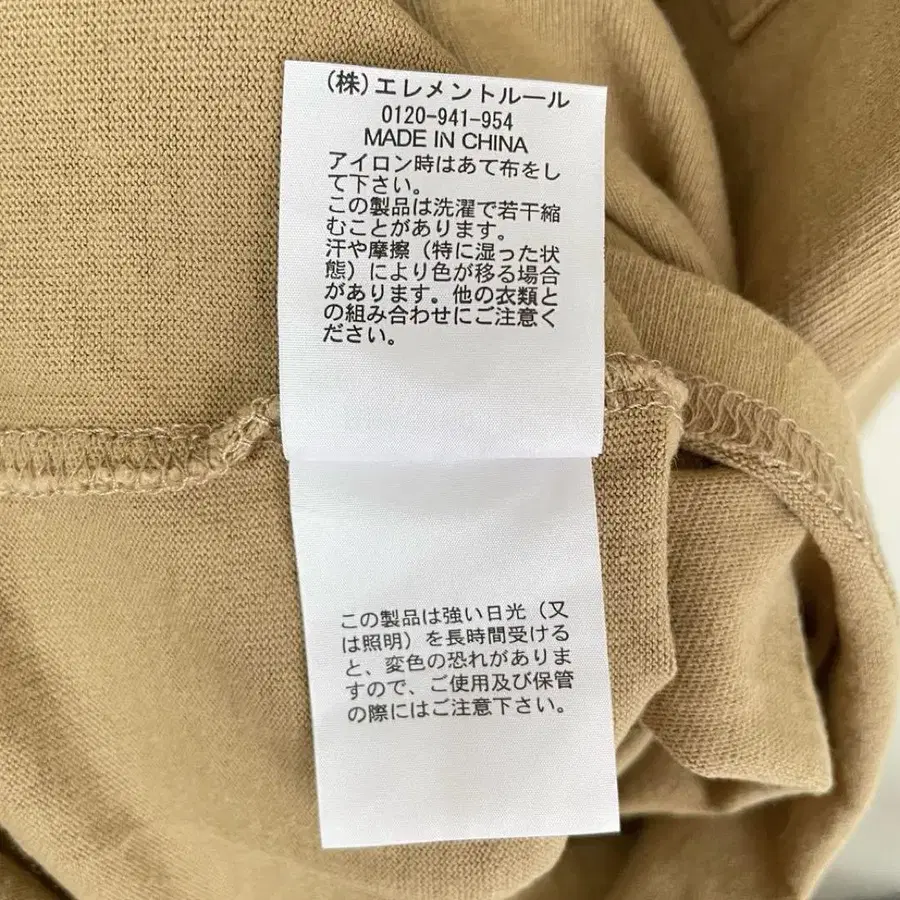 (株)エレメントルール
0120-941-954
MADE IN CHINA
アイロン時はあて布をし
て下さい。
この製品は洗濯で若干縮
むことがあります。
汗や摩擦（特に湿った状
態）により色が移る場合
があります。他の衣類と
の組み合わせにご注意く
ださい。
この製品は強い日光（又
は照明）を長時間受ける
と、変色の恐れがありま
すので、ご使用及び保管
の際にはご注意下さい。